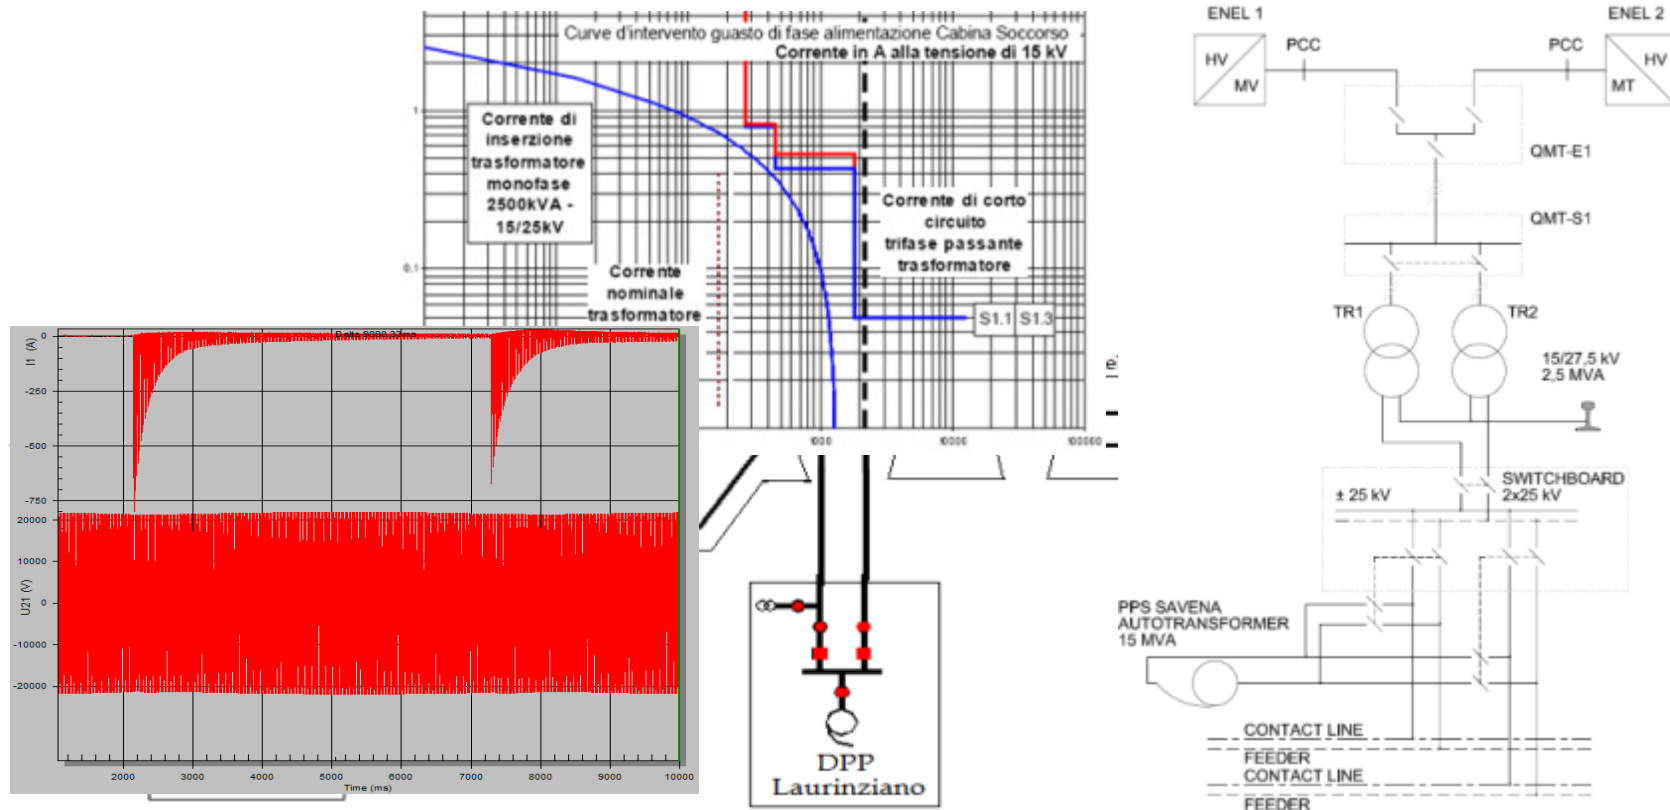 Curve d'intervento guasto di fase alimentazione Cabina Soccorso
Corrente in A alla tensione di 15 kV
Corrente di
inserzione
trasformatore
monofase
2500kVA -
15/25kV
Corrente
nominale
trasformatore
Corrente di corto
circuito
trifase passante
trasformatore
S1.1 S1.3
1
0,1
I1 (A)
0
-250
-500
-750
U21 (V)
20000
10000
0
-10000
-20000
2000 3000 4000 5000 6000 7000 8000 9000 10000
Time (ms)
DPP
Laurinziano
ENEL 1
ENEL 2
HV
MV
PCC
PCC
HV
MT
QMT-E1
QMT-S1
TR1
TR2
15/27,5 kV
2,5 MVA
SWITCHBOARD
2x25 kV
± 25 kV
PPS SAVENA
AUTOTRANSFORMER
15 MVA
CONTACT LINE
FEEDER
CONTACT LINE
FEEDER